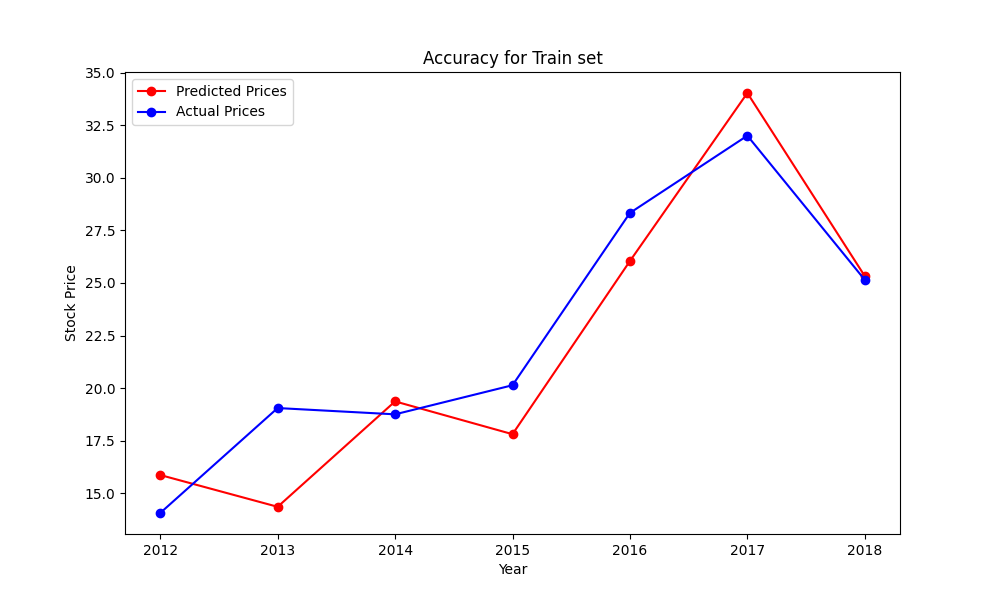 Accuracy for Train set
Predicted Prices
Actual Prices
Stock Price
35.0
32.5
30.0
27.5
25.0
22.5
20.0
17.5
15.0
2012 2013 2014 2015 2016 2017 2018
Year